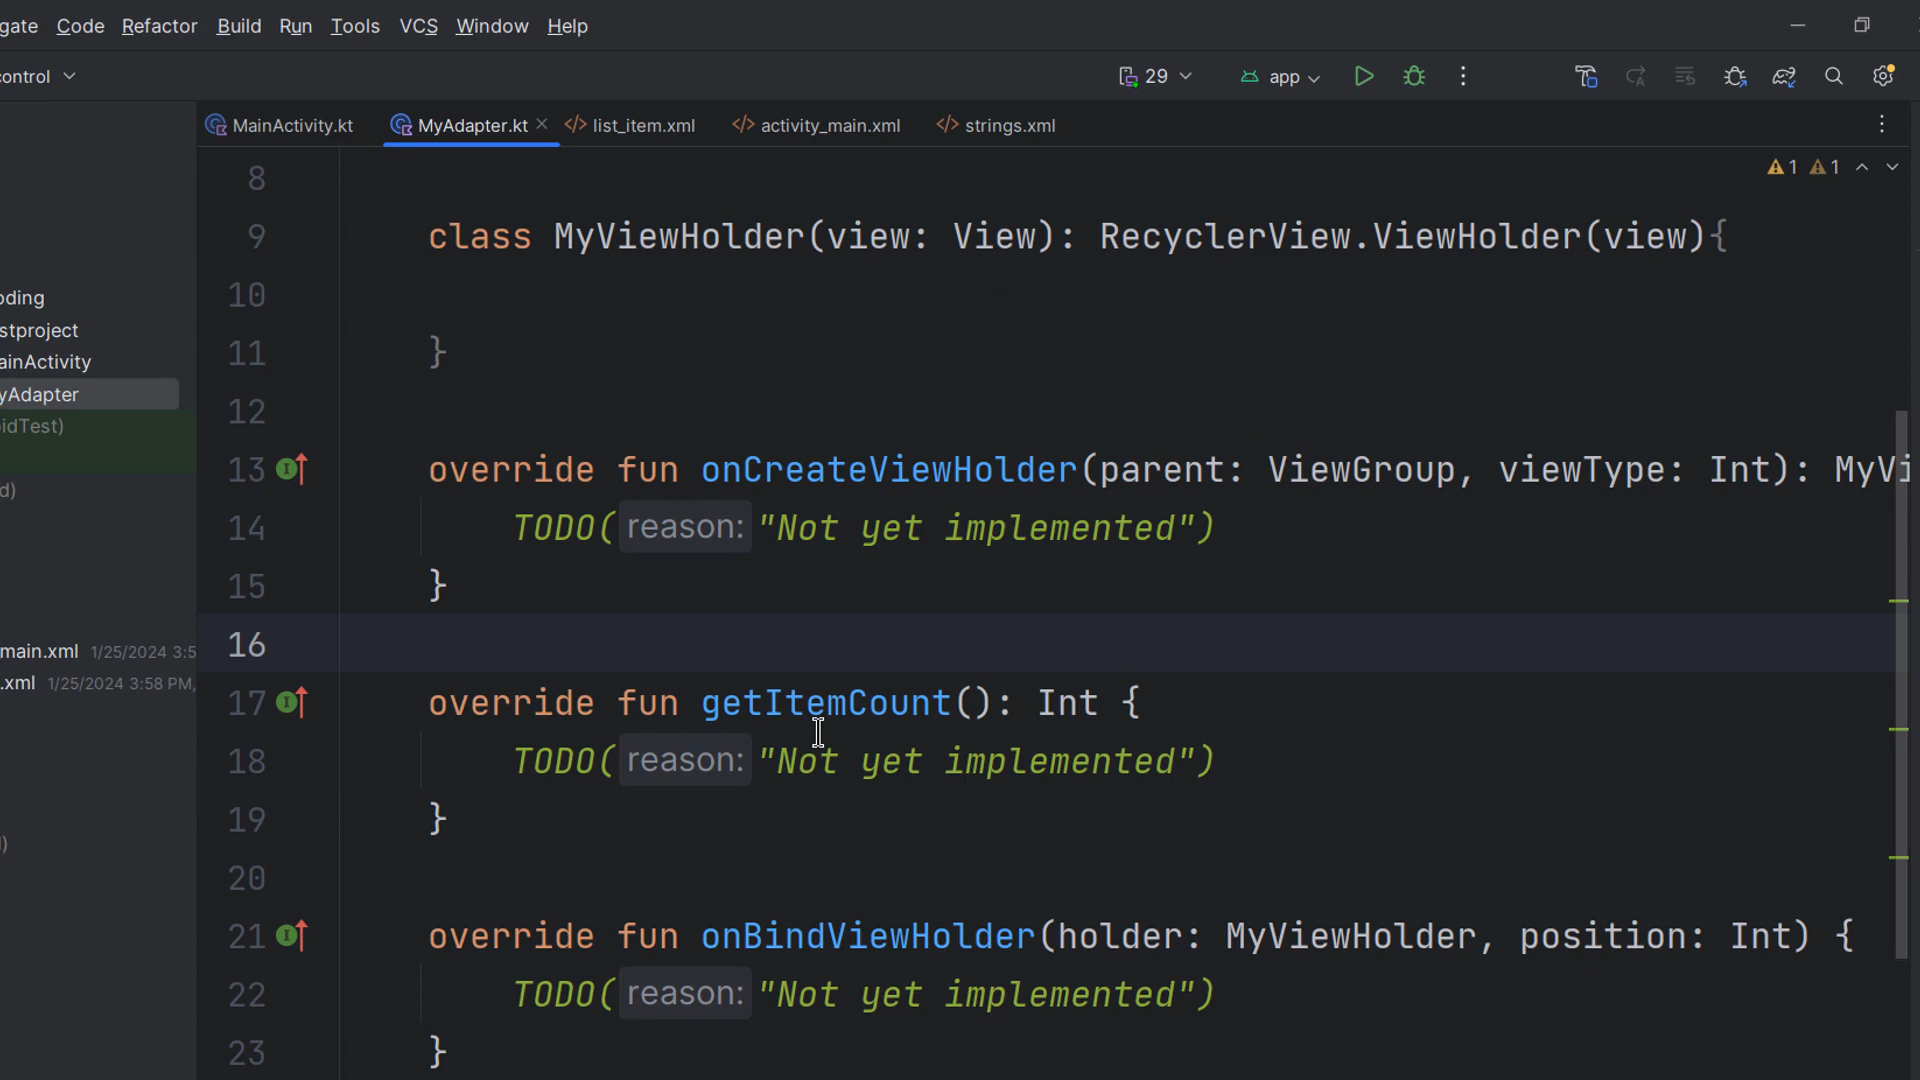 gate Code Refactor Build Run Tools VCS Window Help
control 29 app
MainActivity.kt MyAdapter.kt list_item.xml activity_main.xml strings.xml
1 1
8
9 class MyViewHolder(view: View): RecyclerView.ViewHolder(view){
10
11 }
12
13 override fun onCreateViewHolder(parent: ViewGroup, viewType: Int): MyVi
14 TODO( reason: "Not yet implemented")
15 }
16
17 override fun getItemCount(): Int {
18 TODO( reason: "Not yet implemented")
19 }
20
21 override fun onBindViewHolder(holder: MyViewHolder, position: Int) {
22 TODO( reason: "Not yet implemented")
23 }
oding
stproject
ainActivity
yAdapter
idTest)
d)
main.xml 1/25/2024 3:5
.xml 1/25/2024 3:58 PM,
)